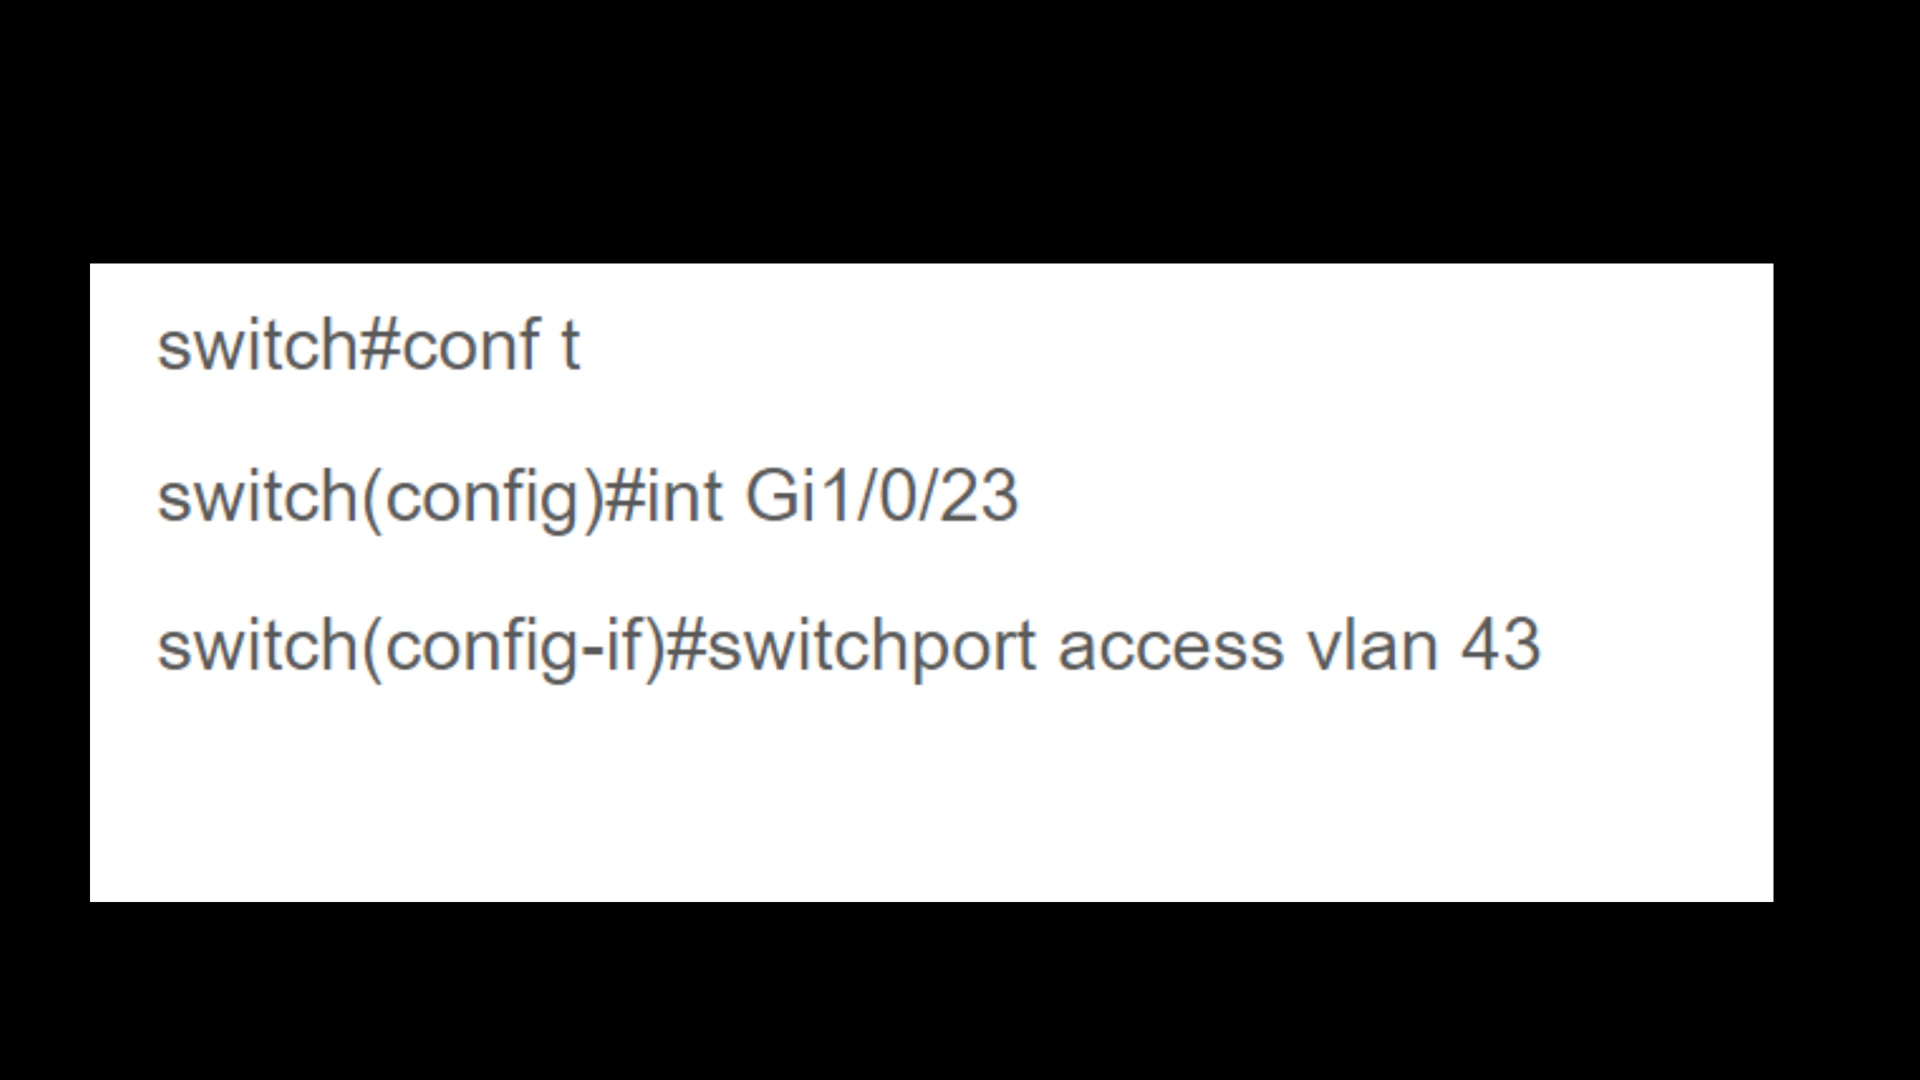 switch#conf t
switch(config)#int Gi1/0/23
switch(config-if)#switchport access vlan 43